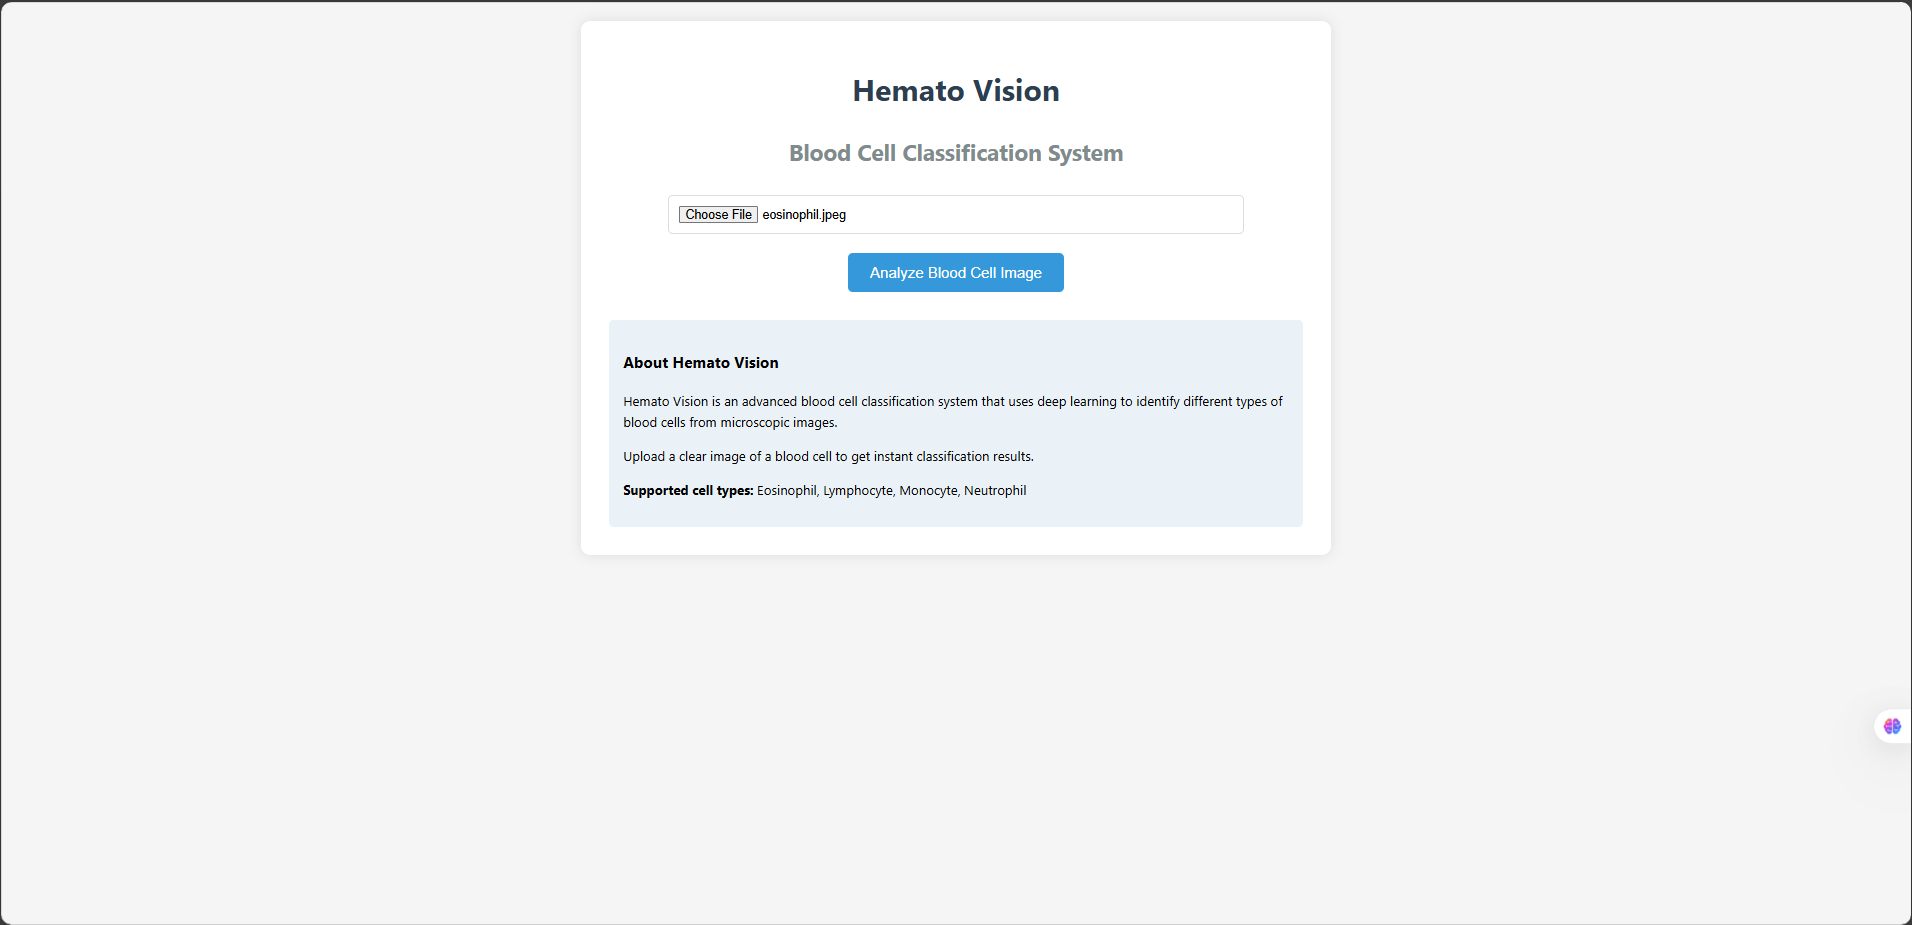 Hemato Vision
Blood Cell Classification System
Choose File eosinophil.jpeg
Analyze Blood Cell Image
About Hemato Vision
Hemato Vision is an advanced blood cell classification system that uses deep learning to identify different types of
blood cells from microscopic images.
Upload a clear image of a blood cell to get instant classification results.
Supported cell types: Eosinophil, Lymphocyte, Monocyte, Neutrophil